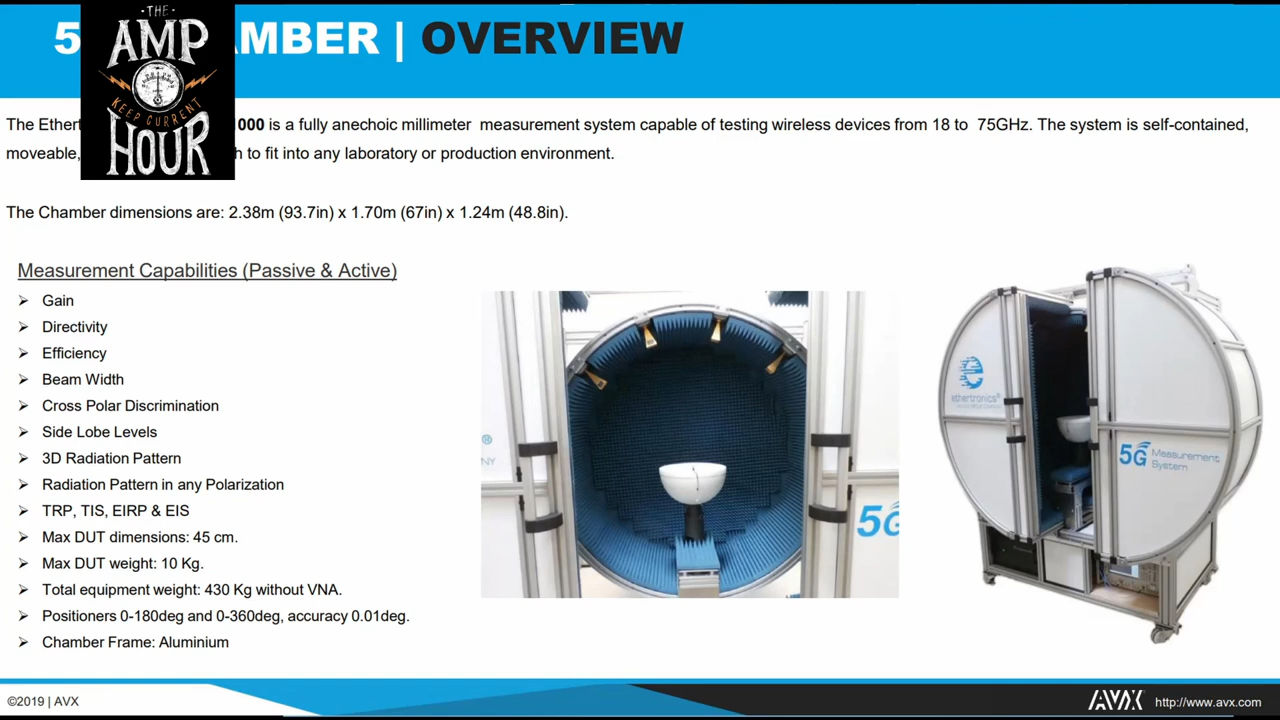 5 AMBER | OVERVIEW
THE
AMP
KEEP CURRENT
HOUR
The Ethert 1000 is a fully anechoic millimeter measurement system capable of testing wireless devices from 18 to 75GHz. The system is self-contained,
moveable, h to fit into any laboratory or production environment.
The Chamber dimensions are: 2.38m (93.7in) x 1.70m (67in) x 1.24m (48.8in).
Measurement Capabilities (Passive & Active)
➢ Gain
➢ Directivity
➢ Efficiency
➢ Beam Width
➢ Cross Polar Discrimination
➢ Side Lobe Levels
➢ 3D Radiation Pattern
➢ Radiation Pattern in any Polarization
➢ TRP, TIS, EIRP & EIS
➢ Max DUT dimensions: 45 cm.
➢ Max DUT weight: 10 Kg.
➢ Total equipment weight: 430 Kg without VNA.
➢ Positioners 0-180deg and 0-360deg, accuracy 0.01deg.
➢ Chamber Frame: Aluminium
®
NY
5G
ethertronics®
5G Measurement
System
©2019 | AVX
AVX http://www.avx.com